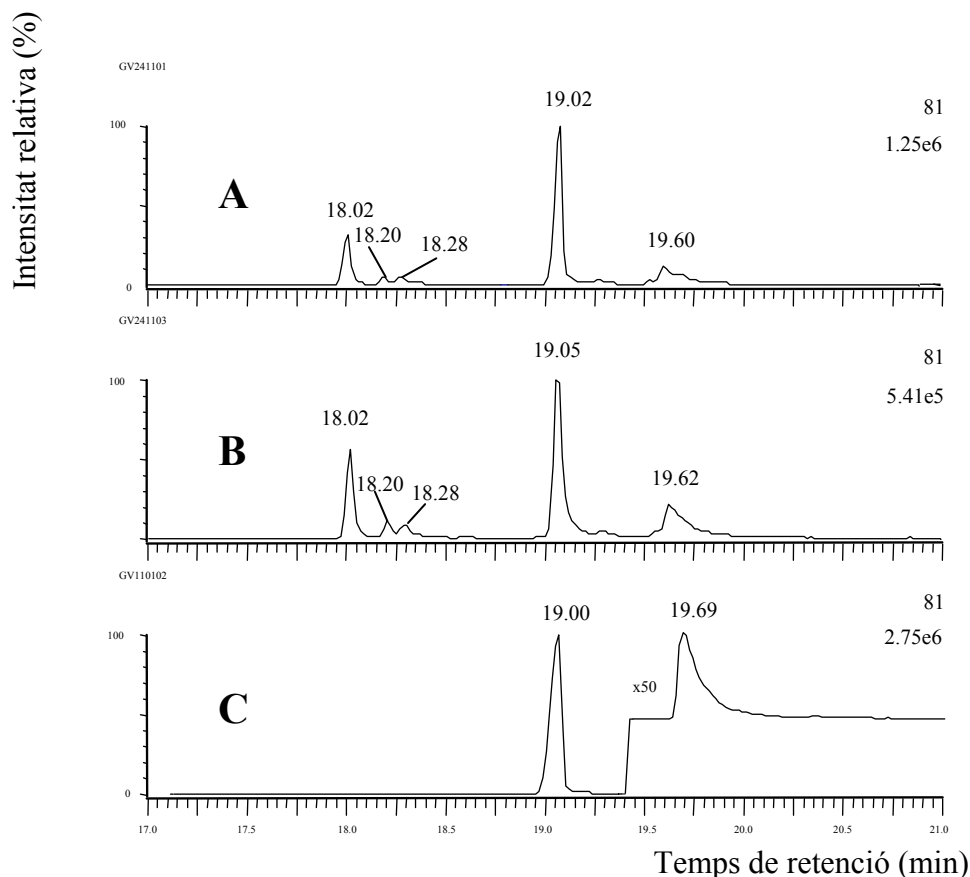 Intensitat relativa (%)
GV241101
19.02
81
100
1.25e6
A
18.02
18.20
18.28
19.60
0
GV241103
19.05
81
100
5.41e5
18.02
B
18.20
18.28
19.62
0
GV110102
19.00
19.69
81
100
2.75e6
x50
C
0
17.0 17.5 18.0 18.5 19.0 19.5 20.0 20.5 21.0
Temps de retenció (min)